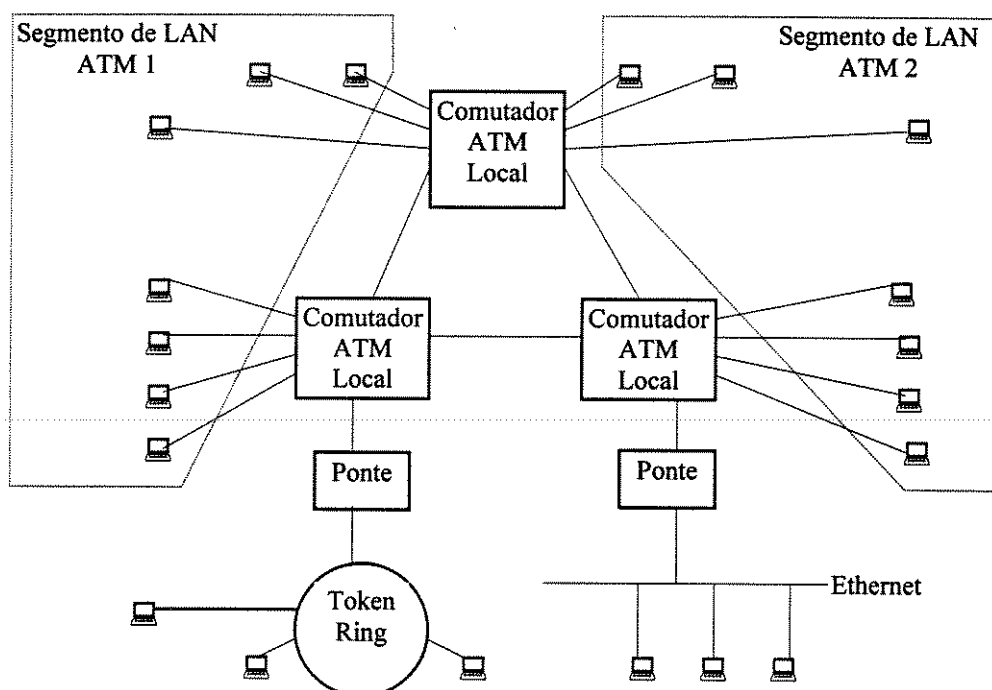 Segmento de LAN
ATM 1
Segmento de LAN
ATM 2
Comutador
ATM
Local
Comutador
ATM
Local
Comutador
ATM
Local
Ponte
Ponte
Token
Ring
Ethernet